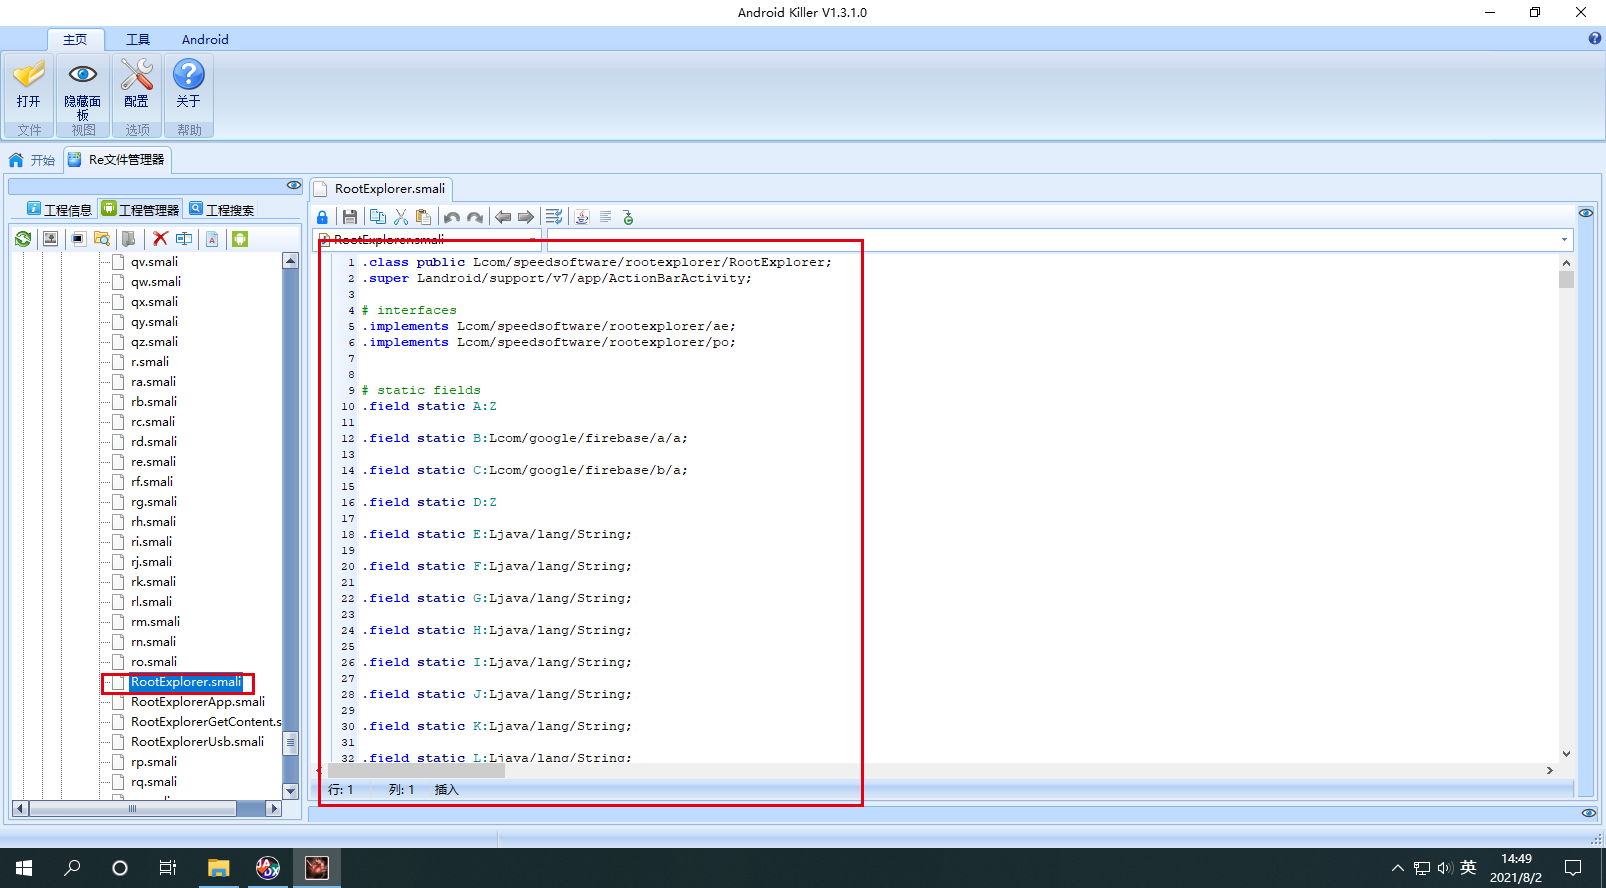 Android Killer V1.3.1.0
主页 工具 Android
打开 隐藏面板 配置 关于
文件 视图 选项 帮助
开始 Re文件管理器
工程信息 工程管理器 工程搜索
qv.smali
qw.smali
qx.smali
qy.smali
qz.smali
r.smali
ra.smali
rb.smali
rc.smali
rd.smali
re.smali
rf.smali
rg.smali
rh.smali
ri.smali
rj.smali
rk.smali
rl.smali
rm.smali
rn.smali
ro.smali
RootExplorer.smali
RootExplorerApp.smali
RootExplorerGetContent.s
RootExplorerUsb.smali
rp.smali
rq.smali
RootExplorer.smali
RootExplorer.smali
1 .class public Lcom/speedsoftware/rootexplorer/RootExplorer;
2 .super Landroid/support/v7/app/ActionBarActivity;
3
4 # interfaces
5 .implements Lcom/speedsoftware/rootexplorer/ae;
6 .implements Lcom/speedsoftware/rootexplorer/po;
7
8
9 # static fields
10 .field static A:Z
11
12 .field static B:Lcom/google/firebase/a/a;
13
14 .field static C:Lcom/google/firebase/b/a;
15
16 .field static D:Z
17
18 .field static E:Ljava/lang/String;
19
20 .field static F:Ljava/lang/String;
21
22 .field static G:Ljava/lang/String;
23
24 .field static H:Ljava/lang/String;
25
26 .field static I:Ljava/lang/String;
27
28 .field static J:Ljava/lang/String;
29
30 .field static K:Ljava/lang/String;
31
32 .field static L:Ljava/lang/String;
行: 1 列: 1 插入
英
14:49
2021/8/2